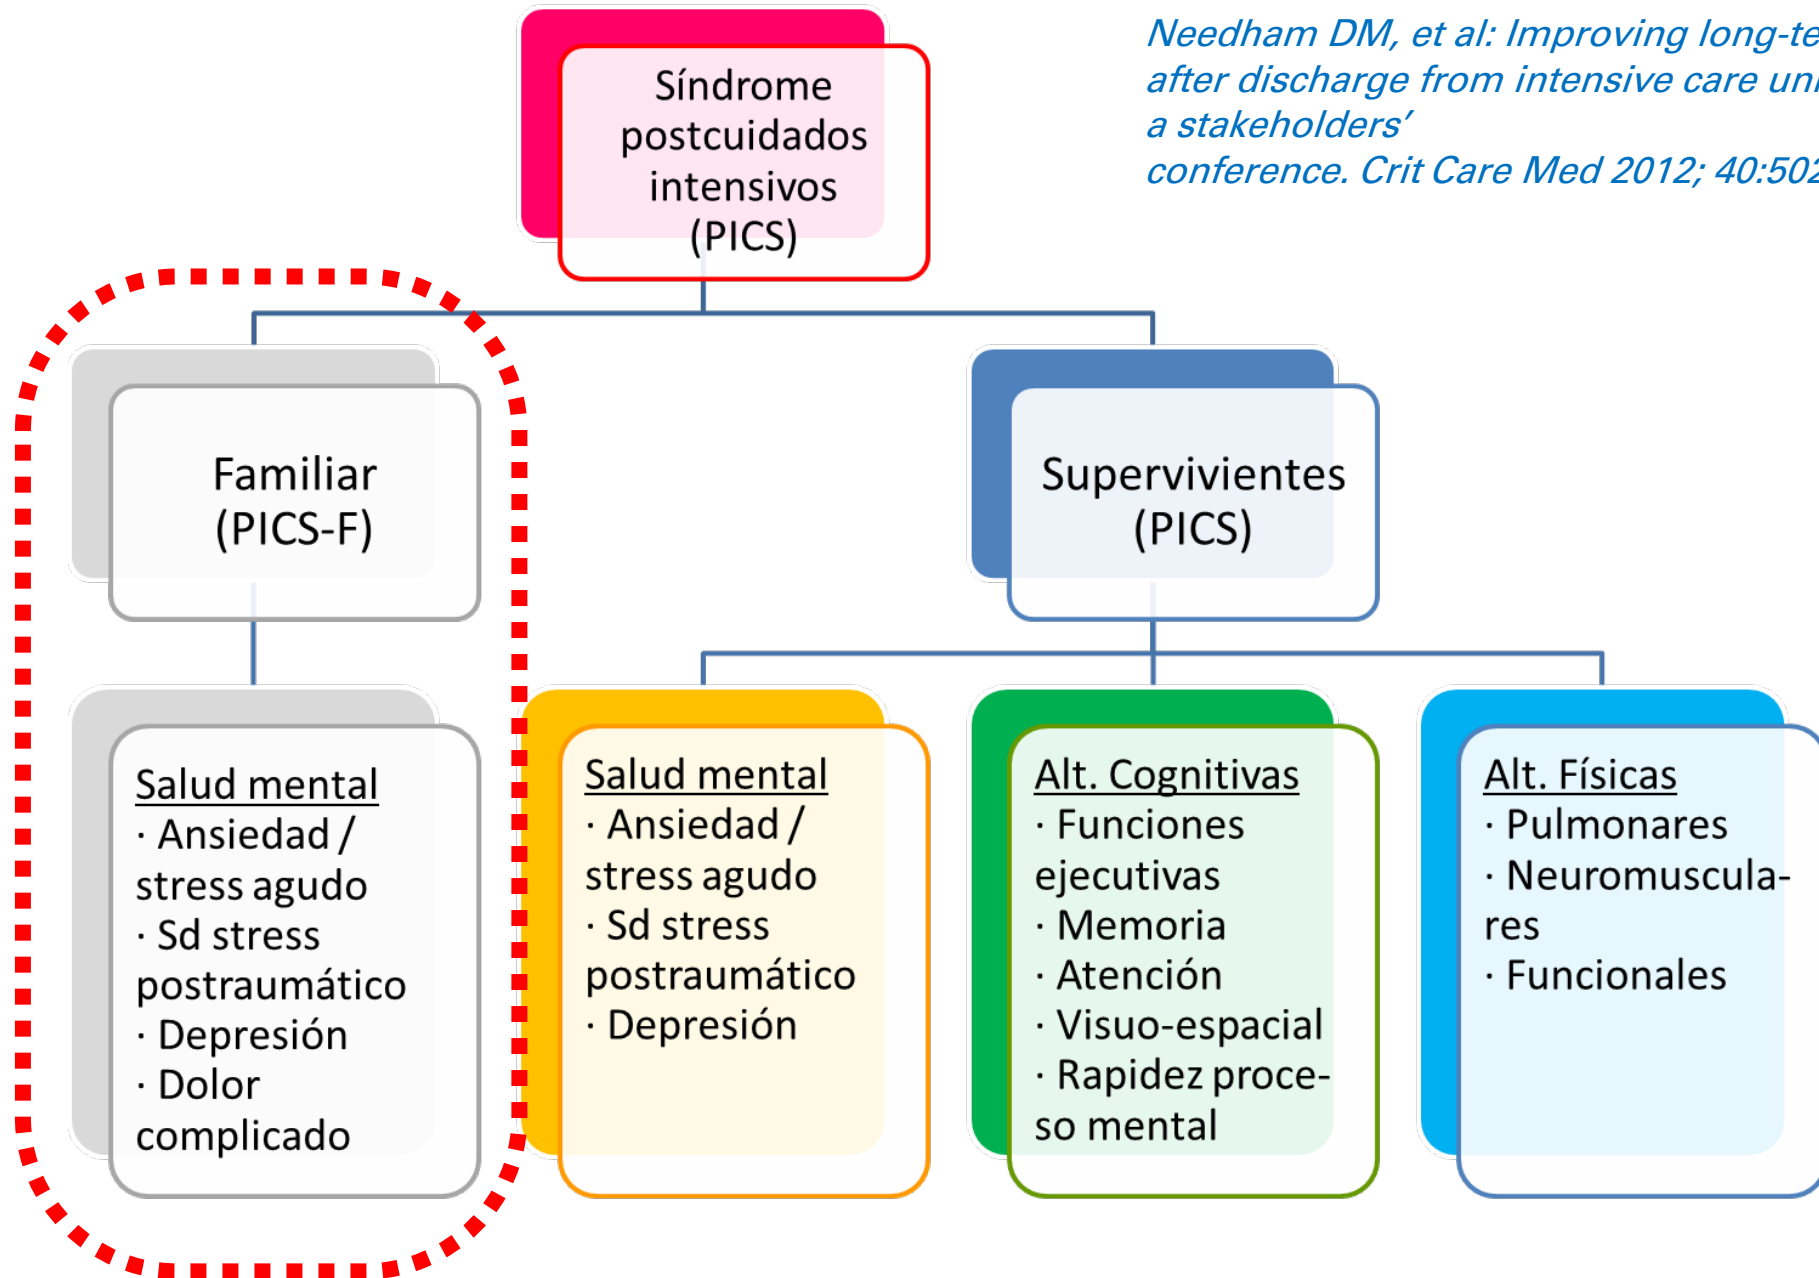 Needham DM, et al: Improving long-te
after discharge from intensive care
a stakeholders’
conference. Crit Care Med 2012; 40:502
Síndrome
postcuidados
intensivos
(PICS)
Familiar
(PICS-F)
Supervivientes
(PICS)
Salud mental
· Ansiedad /
stress agudo
· Sd stress
postraumático
· Depresión
· Dolor
complicado
Salud mental
· Ansiedad /
stress agudo
· Sd stress
postraumático
· Depresión
Alt. Cognitivas
· Funciones
ejecutivas
· Memoria
· Atención
· Visuo-espacial
· Rapidez proce-
so mental
Alt. Físicas
· Pulmonares
· Neuromuscula-
res
· Funcionales